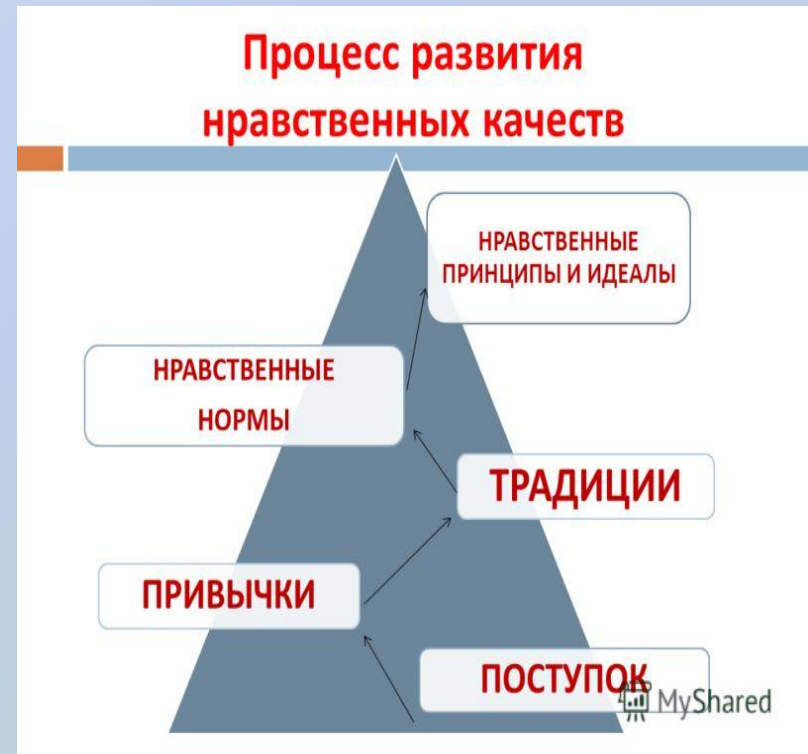 Процесс развития
нравственных качеств
НРАВСТВЕННЫЕ
ПРИНЦИПЫ И ИДЕАЛЫ
НРАВСТВЕННЫЕ
НОРМЫ
ТРАДИЦИИ
ПРИВЫЧКИ
ПОСТУПОК
MyShared